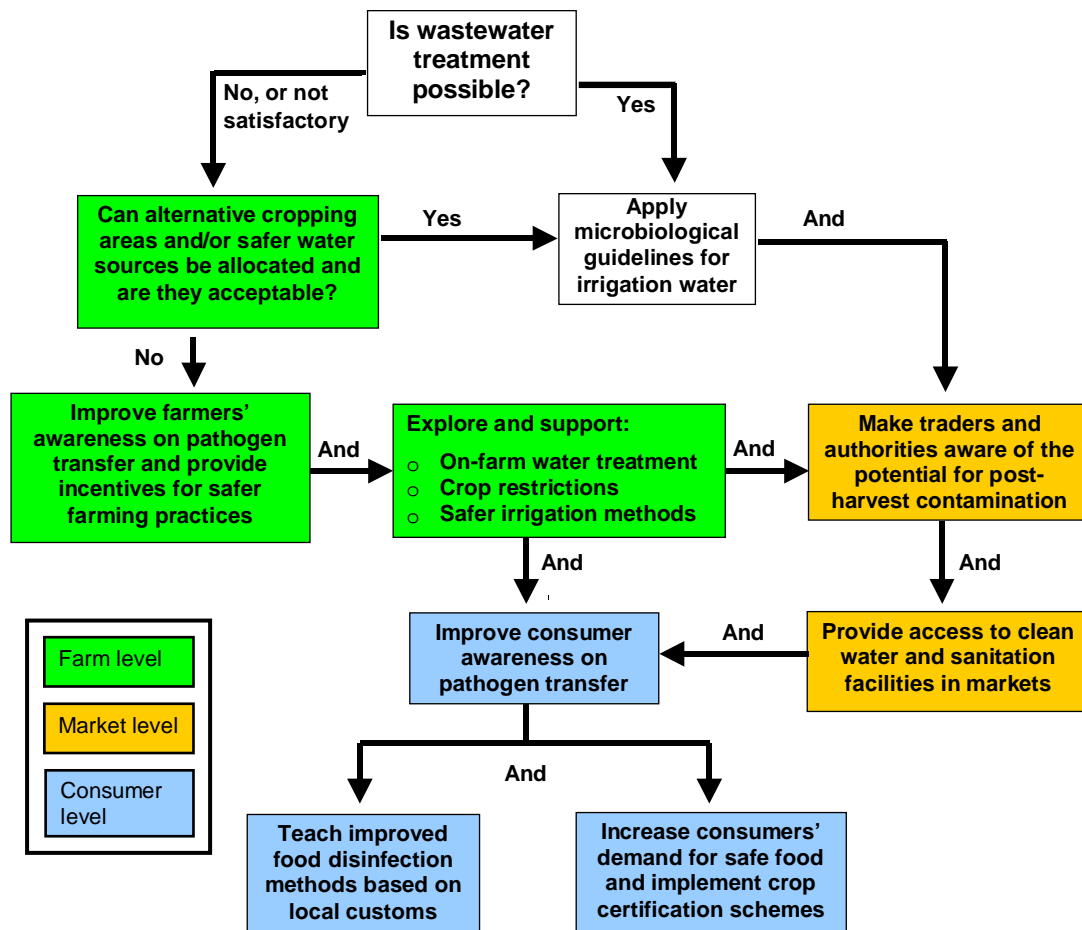 Is wastewater
treatment
possible?
No, or not
satisfactory
Yes
Can alternative cropping
areas and/or safer water
sources be allocated and
are they acceptable?
Yes
Apply
microbiological
guidelines for
irrigation water
And
No
Improve farmers’
awareness on pathogen
transfer and provide
incentives for safer
farming practices
And
Explore and support:
o On-farm water treatment
o Crop restrictions
o Safer irrigation methods
And
Make traders and
authorities aware of the
potential for post-
harvest contamination
And
And
Improve consumer
awareness on
pathogen transfer
And
Provide access to clean
water and sanitation
facilities in markets
Farm level
Market level
Consumer
level
And
Teach improved
food disinfection
methods based on
local customs
Increase consumers’
demand for safe food
and implement crop
certification schemes